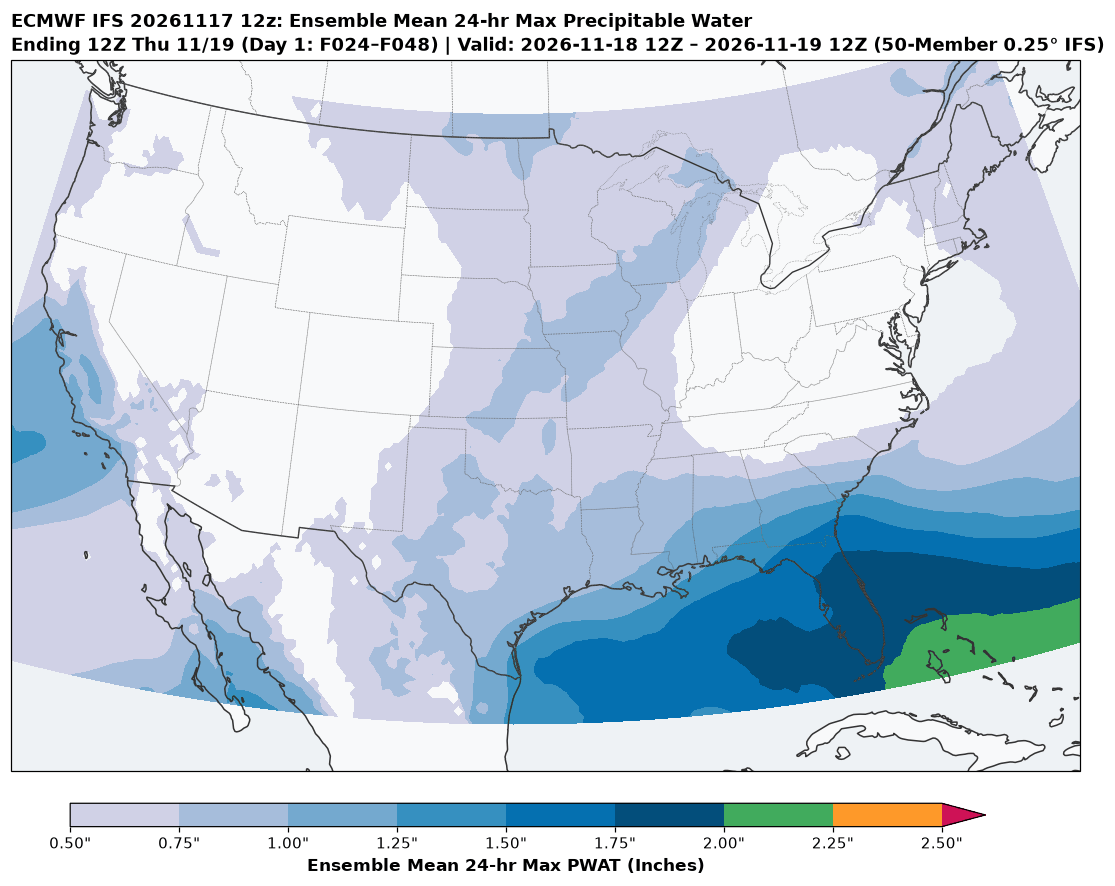 ECMWF IFS 20261117 12z: Ensemble Mean 24-hr Max Precipitable Water
Ending 12Z Thu 11/19 (Day 1: F024–F048) | Valid: 2026-11-18 12Z – 2026-11-19 12Z (50-Member 0.25° IFS)
0.50" 0.75" 1.00" 1.25" 1.50" 1.75" 2.00" 2.25" 2.50"
Ensemble Mean 24-hr Max PWAT (Inches)